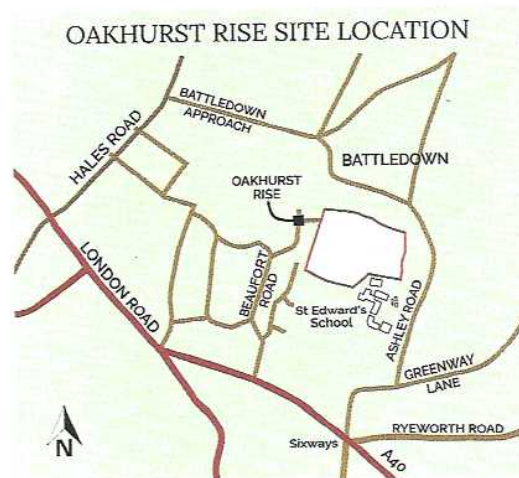 OAKHURST RISE SITE LOCATION
BATTLEDOWN
APPROACH
HALES ROAD
BATTLEDOWN
OAKHURST
RISE
LONDON ROAD
BEAUFORT
ROAD
St Edward's
School
ASHLEY ROAD
GREENWAY
LANE
N
Sixways
RYEWORTH ROAD
A40